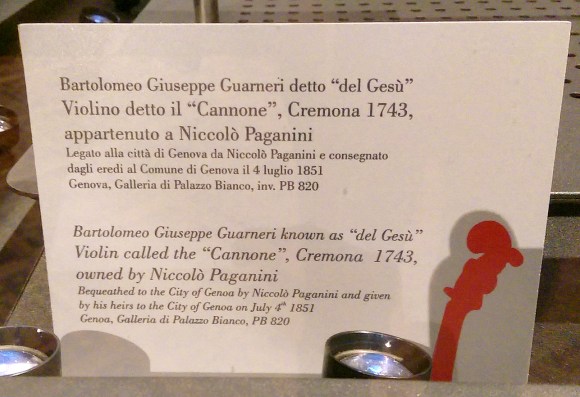 Bartolomeo Giuseppe Guarneri detto “del Gesù”
Violino detto il “Cannone”, Cremona 1743,
appartenuto a Niccolò Paganini
Legato alla città di Genova da Niccolò Paganini e consegnato
dagli eredi al Comune di Genova il 4 luglio 1851
Genova, Galleria di Palazzo Bianco, inv. PB 820
Bartolomeo Giuseppe Guarneri known as “del Gesù”
Violin called the “Cannone”, Cremona 1743,
owned by Niccolò Paganini
Bequeathed to the City of Genoa by Niccolò Paganini and given
by his heirs to the City of Genoa on July 4th 1851
Genoa, Galleria di Palazzo Bianco, PB 820